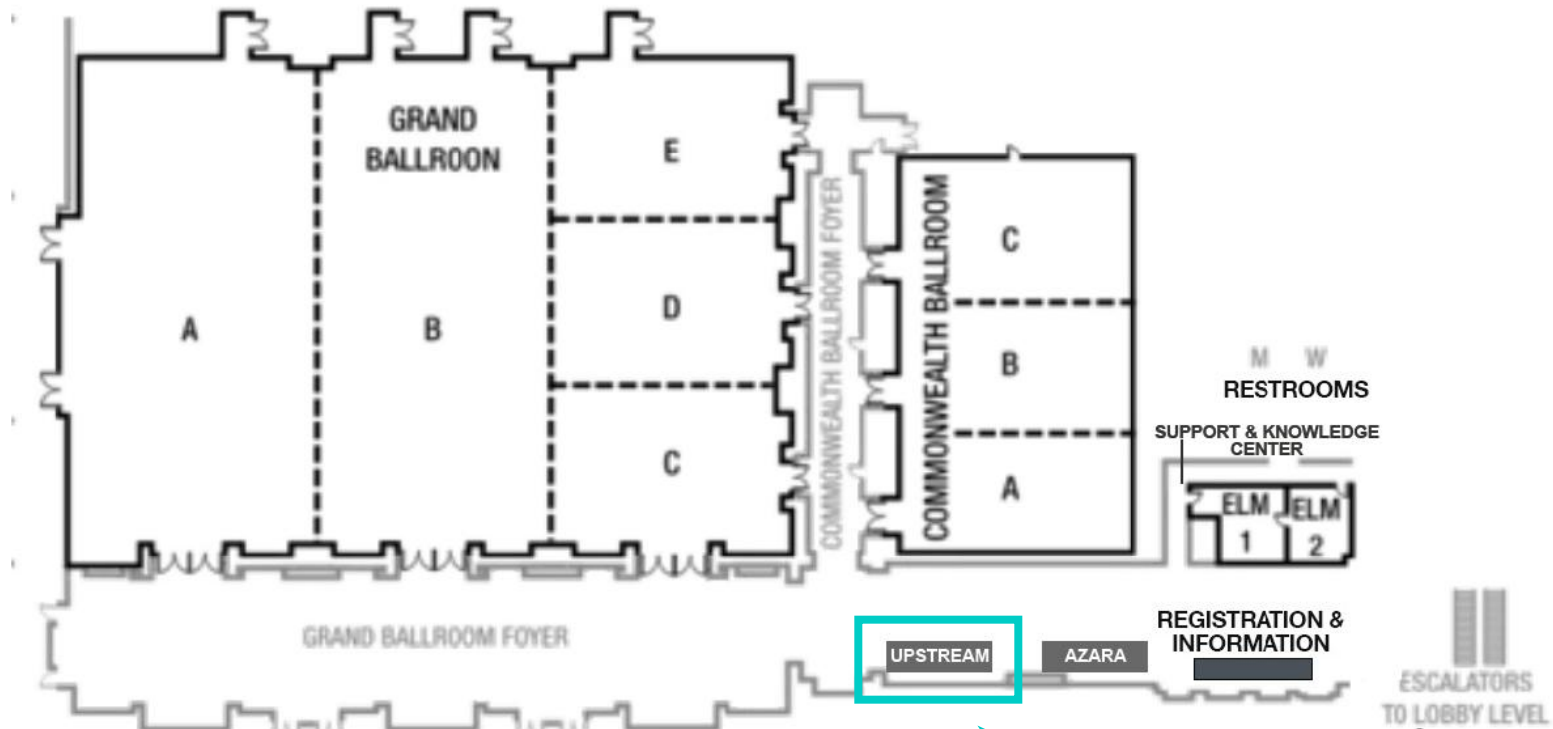 GRAND
BALLROON
A
B
E
D
C
COMMONWEALTH BALLROOM FOYER
COMMONWEALTH BALLROOM
C
B
A
M W
RESTROOMS
SUPPORT & KNOWLEDGE
CENTER
ELM
1
ELM
2
GRAND BALLROOM FOYER
UPSTREAM
AZARA
REGISTRATION &
INFORMATION
ESCALATORS
TO LOBBY LEVEL